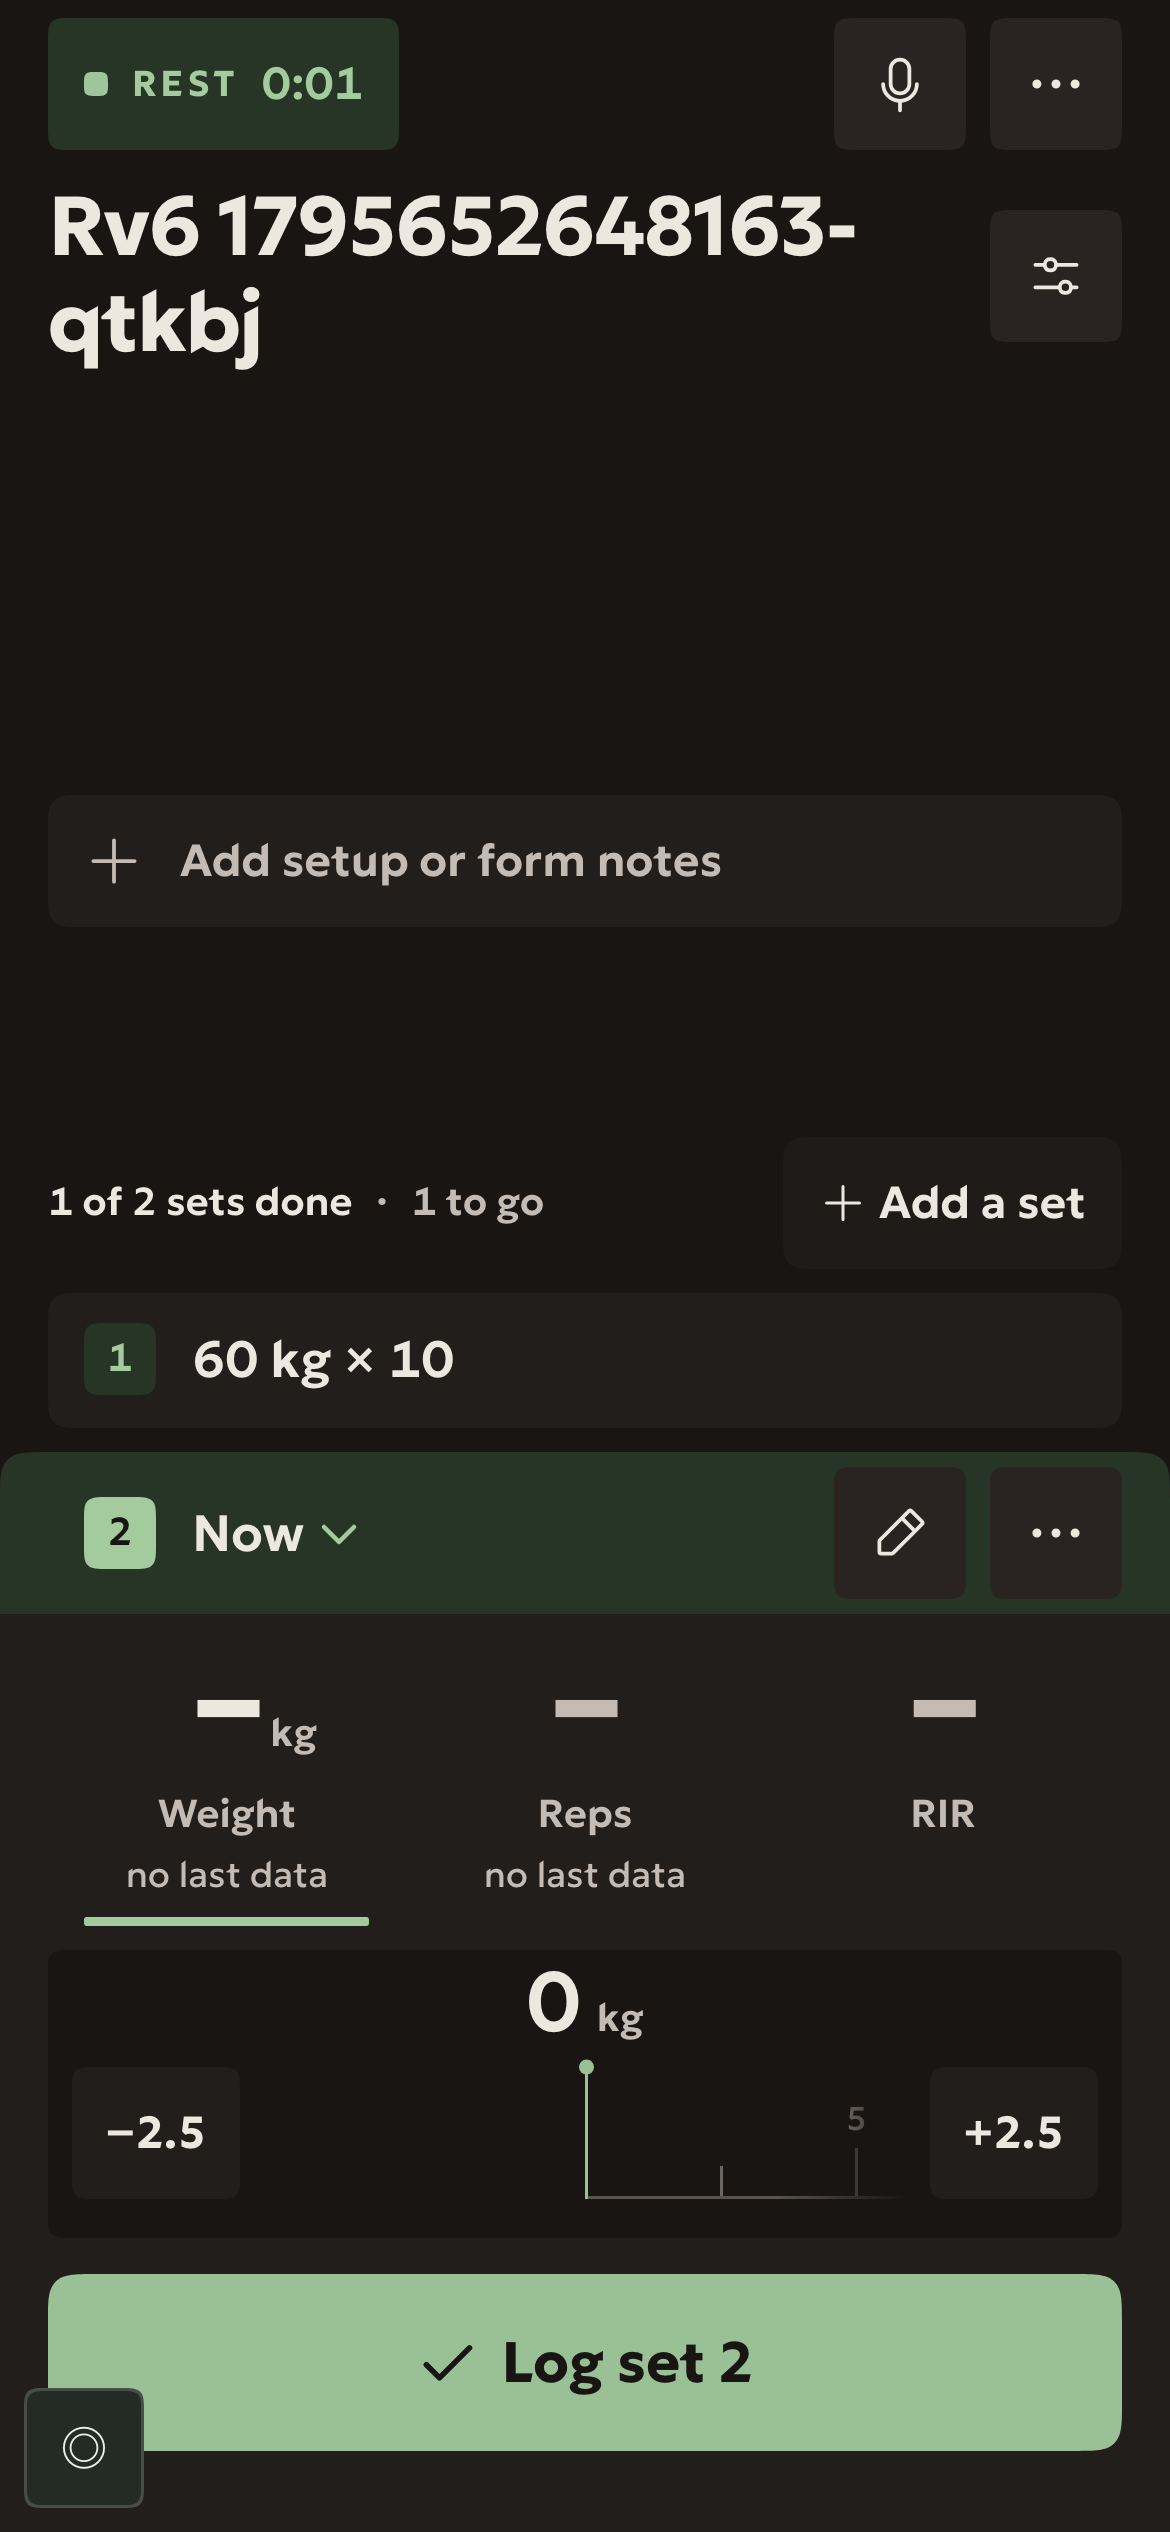 REST 0:01
Rv6 1795652648163-
qtkbj
Add setup or form notes
1 of 2 sets done · 1 to go
Add a set
1 60 kg × 10
2 Now
– kg – –
Weight Reps RIR
no last data no last data
0 kg
−2.5 5 +2.5
Log set 2